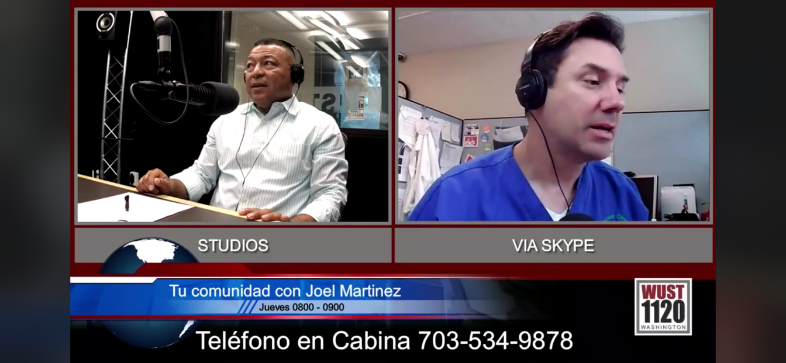 STUDIOS
VIA SKYPE
Tu comunidad con Joel Martinez
Jueves 0800 - 0900
WUST
1120
WASHINGTON
Teléfono en Cabina 703-534-9878